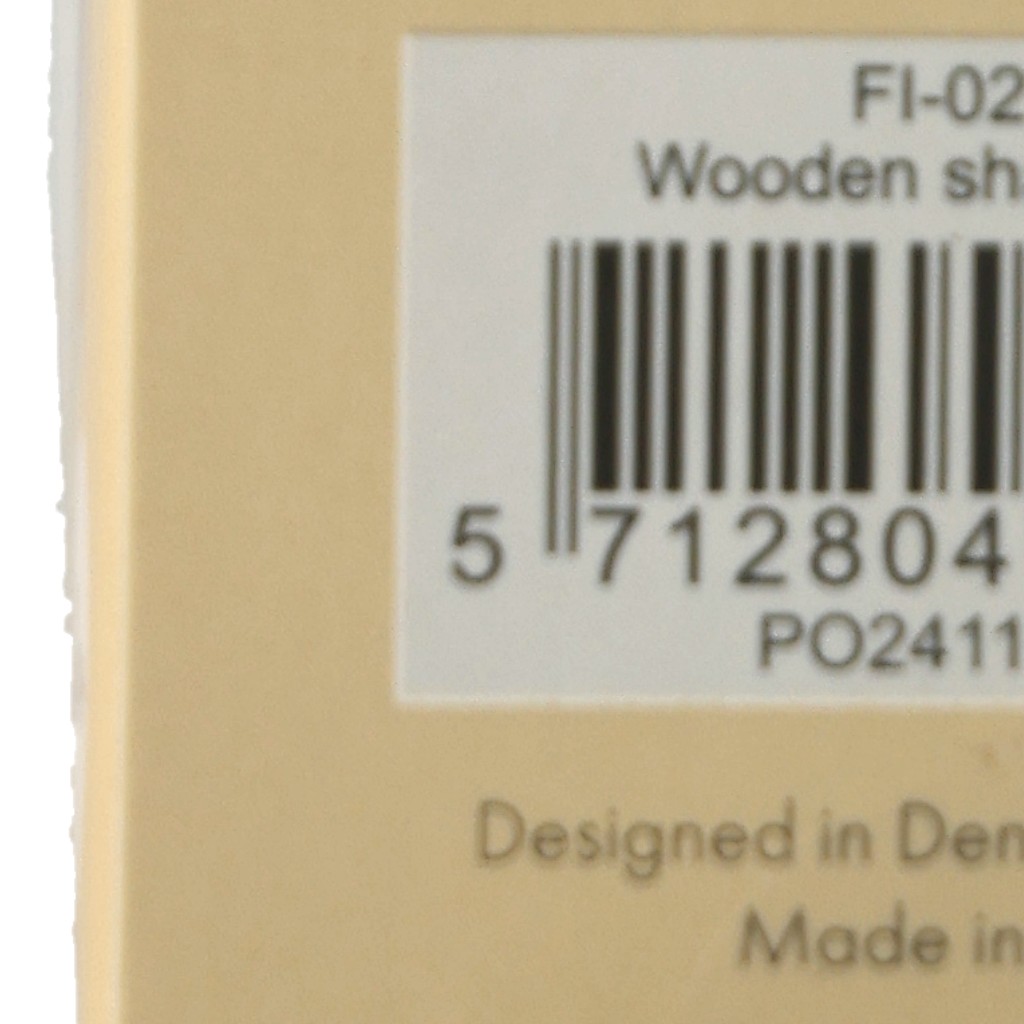 FI-02
Wooden sh
5 712804
PO2411
Designed in Den
Made in